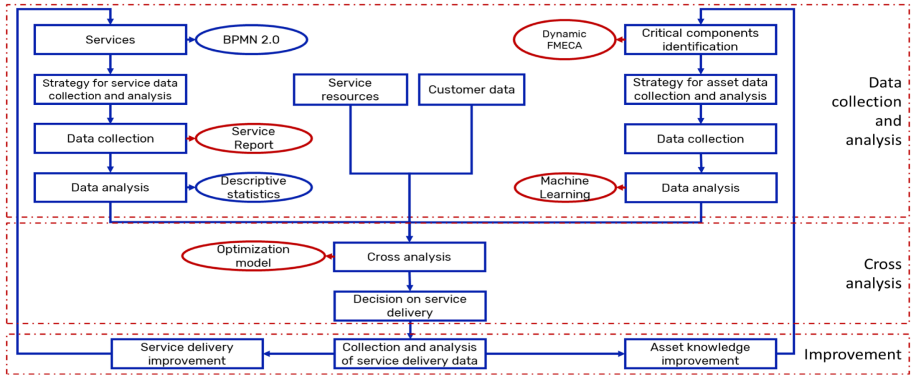 Services
BPMN 2.0
Strategy for service data
collection and analysis
Data collection
Service
Report
Data analysis
Descriptive
statistics
Service
resources
Customer data
Dynamic
FMECA
Critical components
identification
Strategy for asset data
collection and analysis
Data collection
Machine
Learning
Data analysis
Data
collection
and
analysis
Optimization
model
Cross analysis
Decision on service
delivery
Cross
analysis
Service delivery
improvement
Collection and analysis
of service delivery data
Asset knowledge
improvement
Improvement